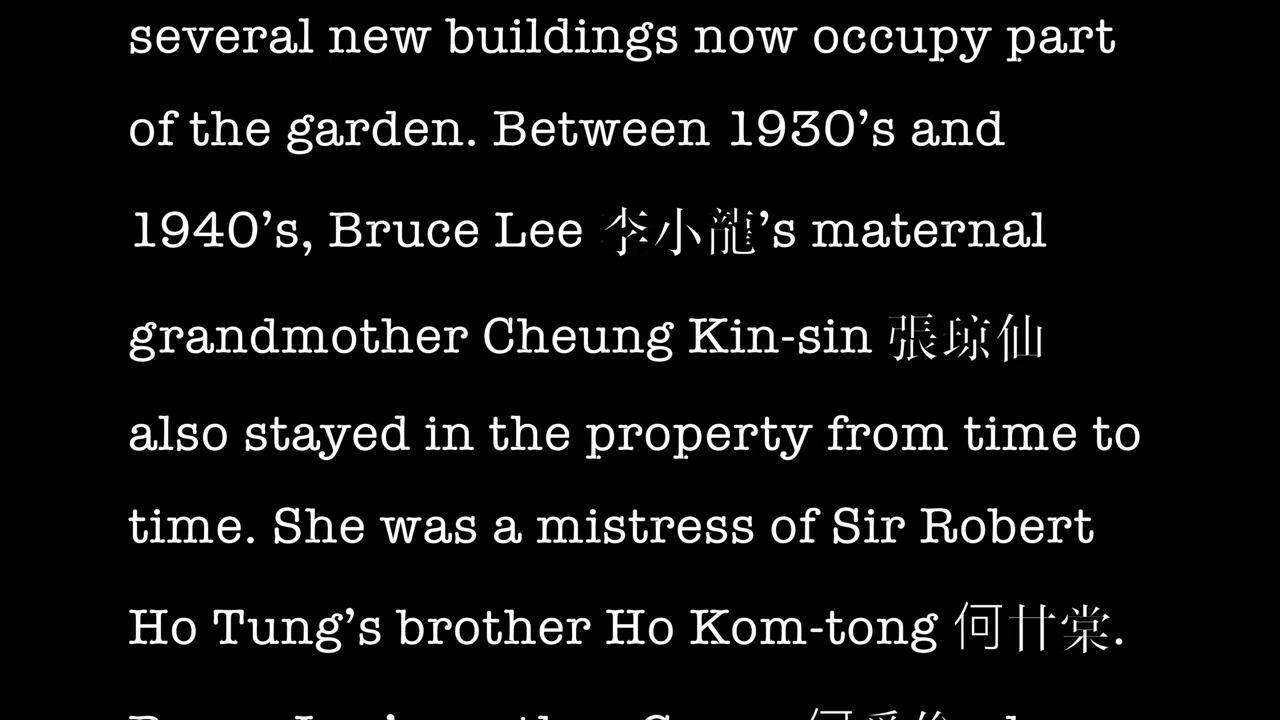 several new buildings now occupy part
of the garden. Between 1930’s and
1940’s, Bruce Lee 李小龍’s maternal
grandmother Cheung Kin-sin 張琼仙
also stayed in the property from time to
time. She was a mistress of Sir Robert
Ho Tung’s brother Ho Kom-tong 何甘棠.